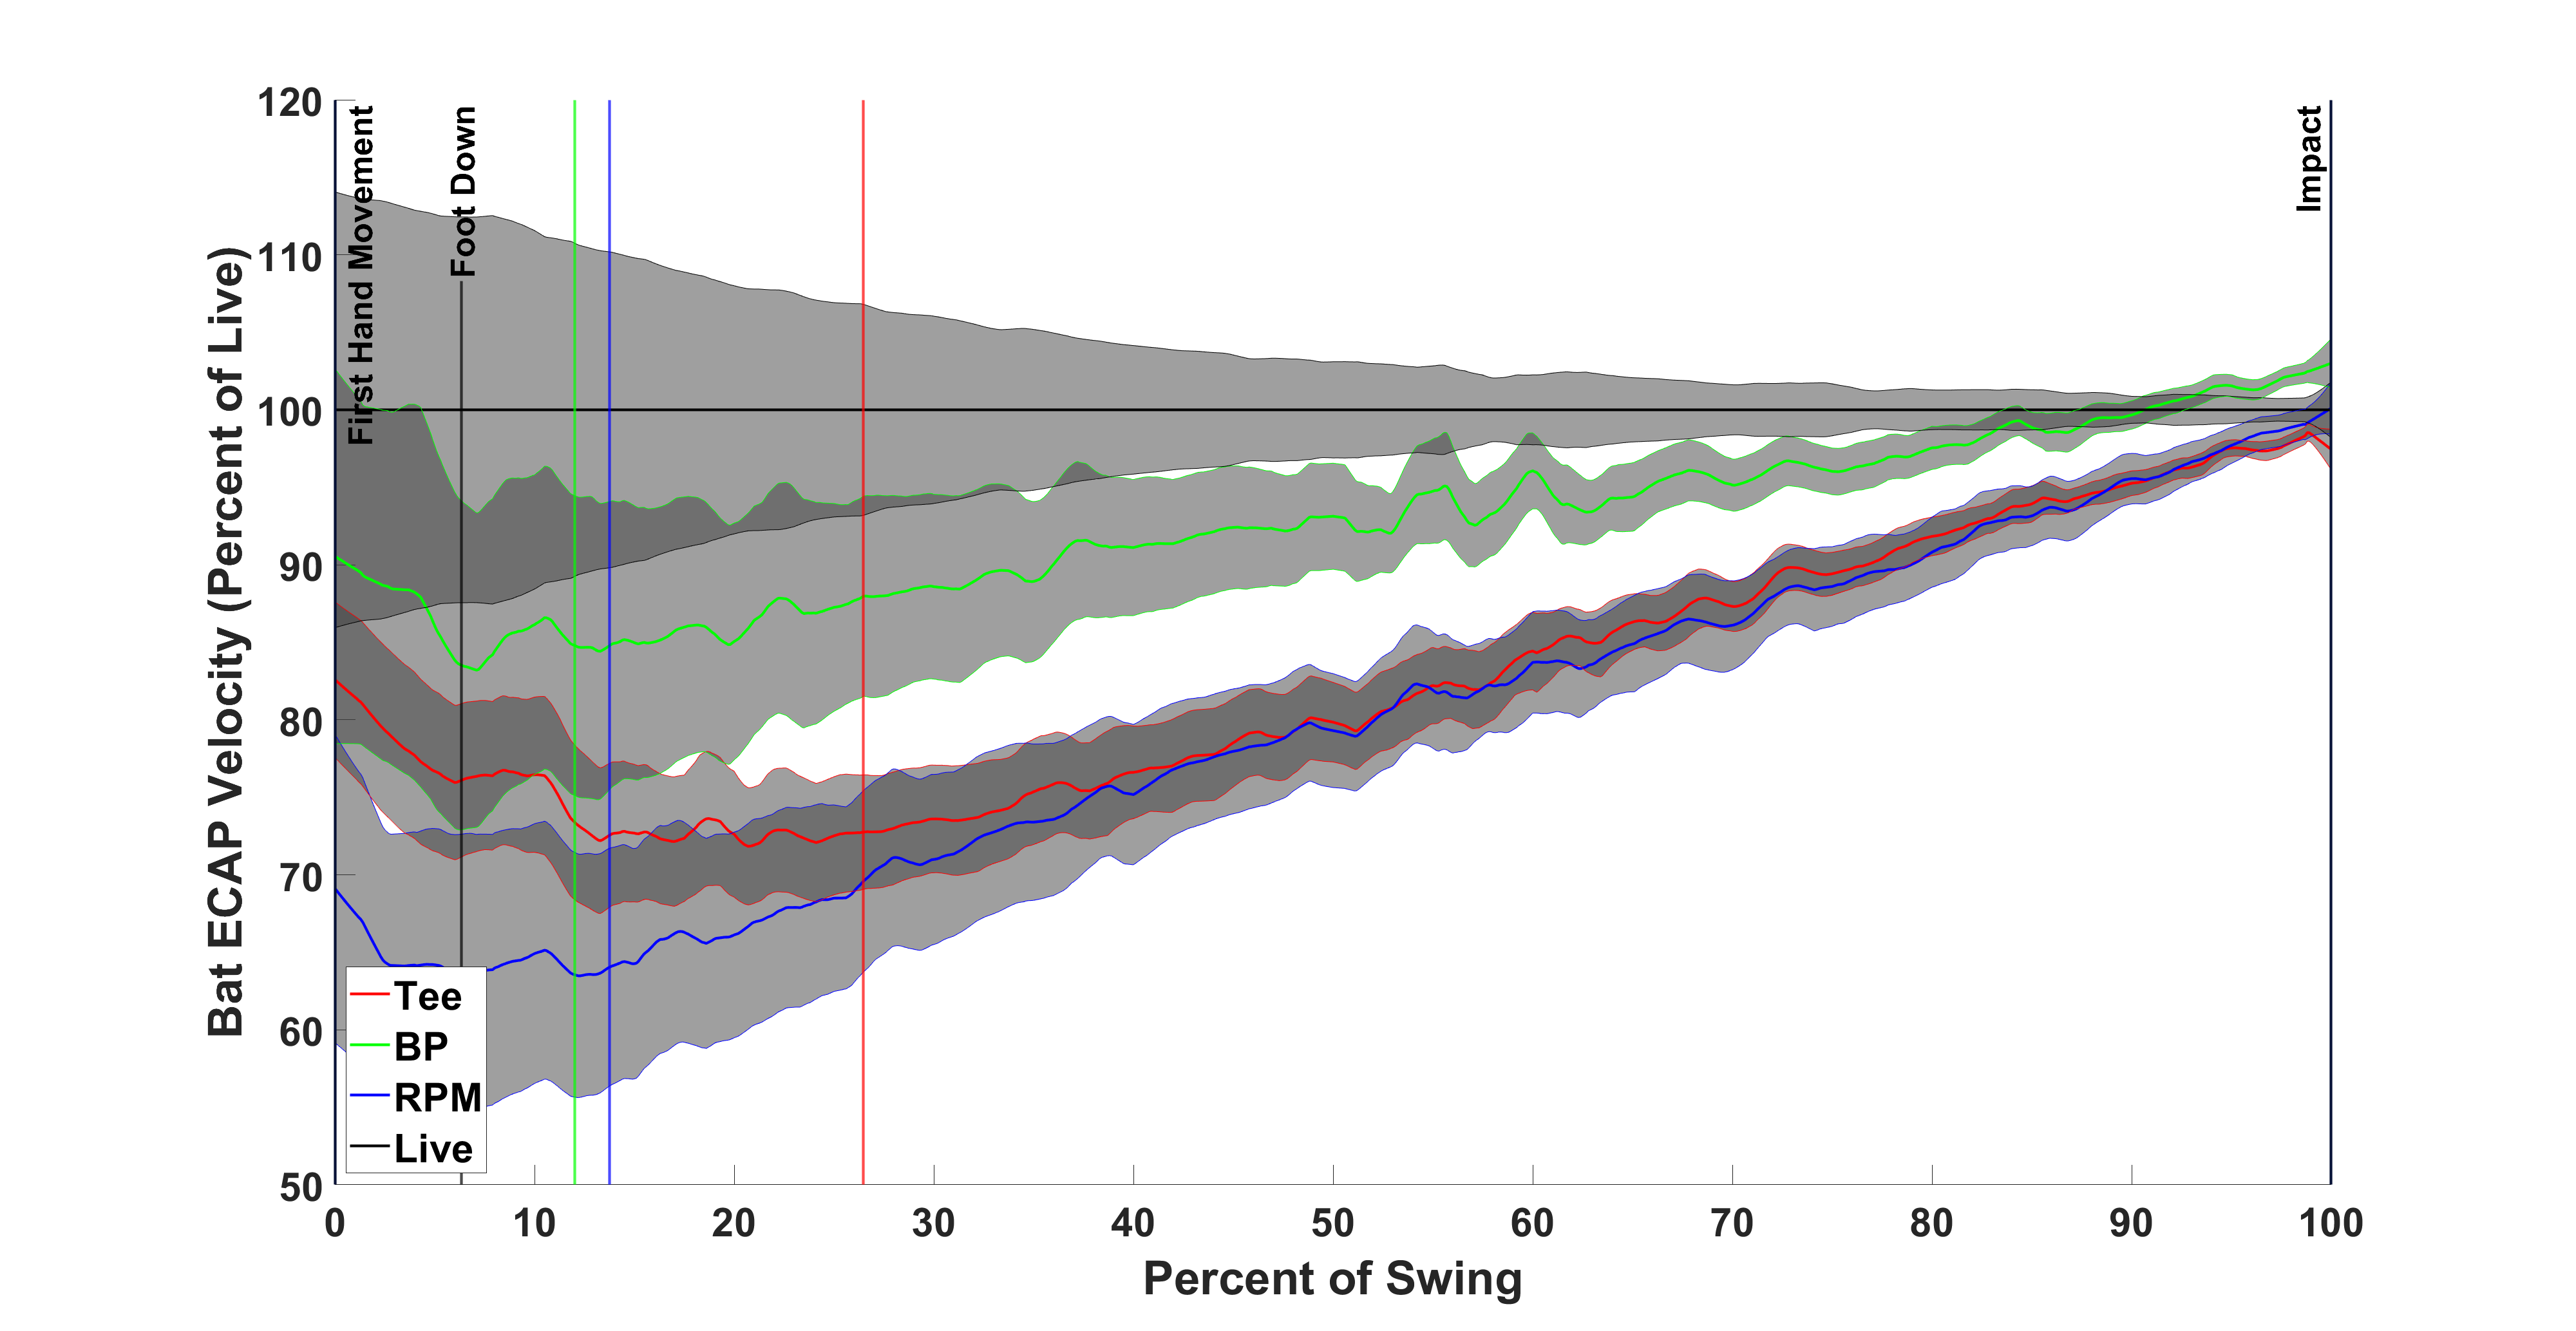 120
110
100
90
80
70
60
50
Bat ECAP Velocity (Percent of Live)
First Hand Movement
Foot Down
Impact
Tee
BP
RPM
Live
0 10 20 30 40 50 60 70 80 90 100
Percent of Swing